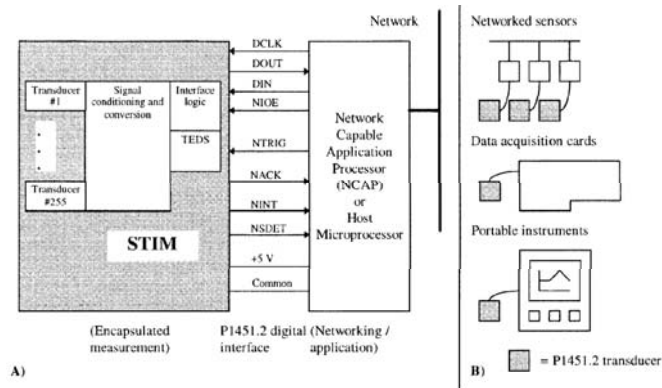 Network
DCLK
DOUT
DIN
NIOE
NTRIG
NACK
NINT
NSDET
+5 V
Common
Transducer
#1
Transducer
#255
Signal
conditioning and
conversion
Interface
logic
TEDS
STIM
Network
Capable
Application
Processor
(NCAP)
or
Host
Microprocessor
(Encapsulated
measurement)
P1451.2 digital
interface
(Networking /
application)
A)
Networked sensors
Data acquisition cards
Portable instruments
B)
= P1451.2 transducer